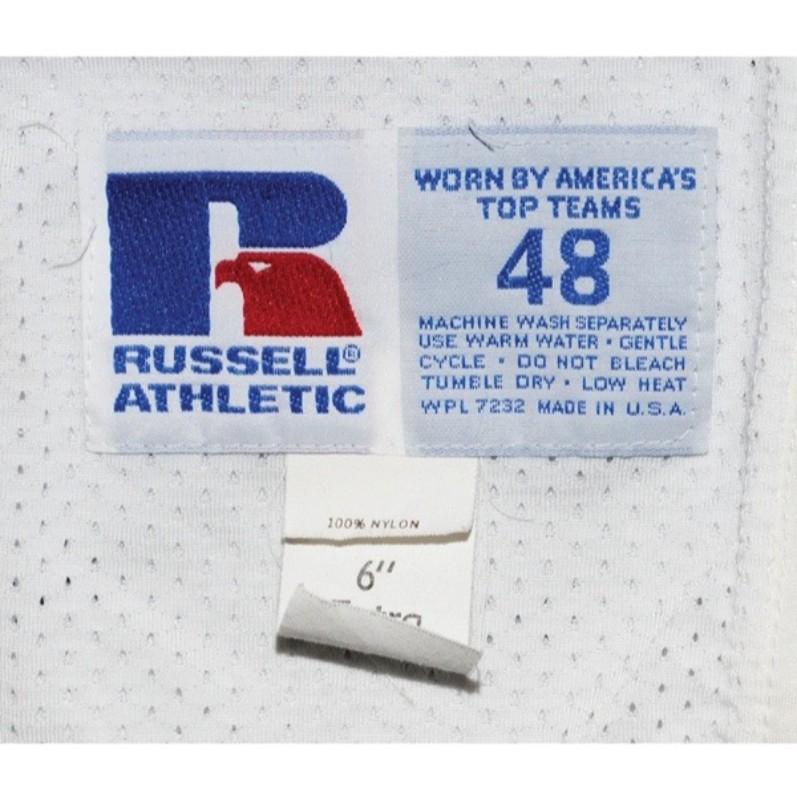 RUSSELL®
ATHLETIC
WORN BY AMERICA'S
TOP TEAMS
48
MACHINE WASH SEPARATELY
USE WARM WATER · GENTLE
CYCLE · DO NOT BLEACH
TUMBLE DRY · LOW HEAT
WPL 7232 MADE IN U.S.A.
100% NYLON
6"